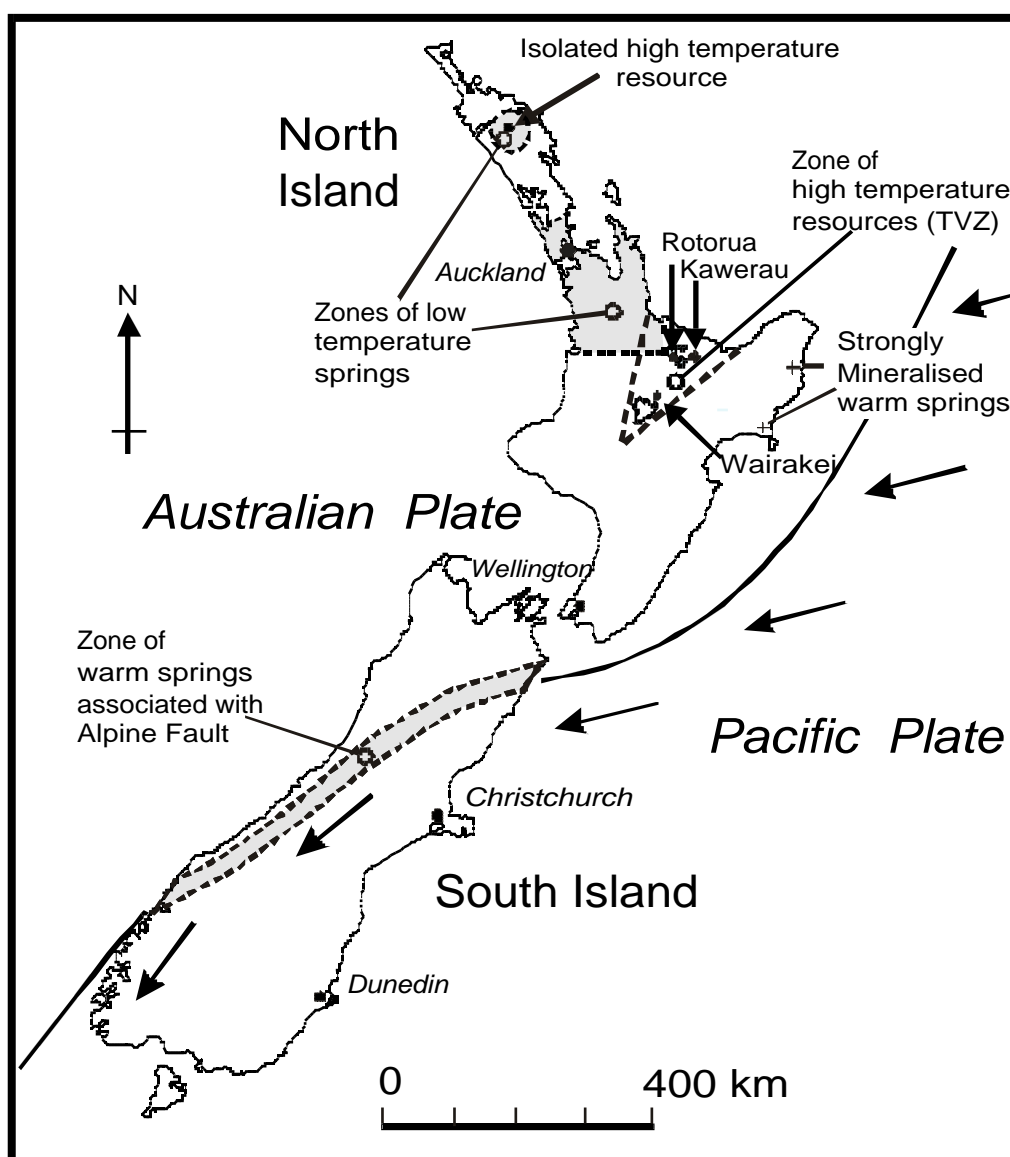 Isolated high temperature
resource
North
Island
Zone of
high temperature
resources (TVZ)
Rotorua
Kawerau
Auckland
N
Zones of low
temperature
springs
Strongly
Mineralised
warm springs
Wairakei
Australian Plate
Wellington
Zone of
warm springs
associated with
Alpine Fault
Pacific Plate
Christchurch
South Island
Dunedin
0 400 km